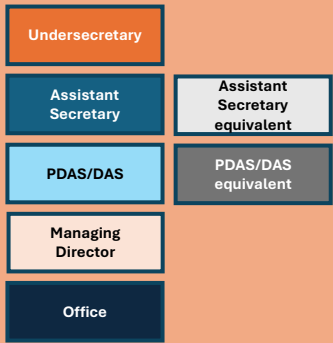 Undersecretary
Assistant
Secretary
Assistant
Secretary
equivalent
PDAS/DAS
PDAS/DAS
equivalent
Managing
Director
Office